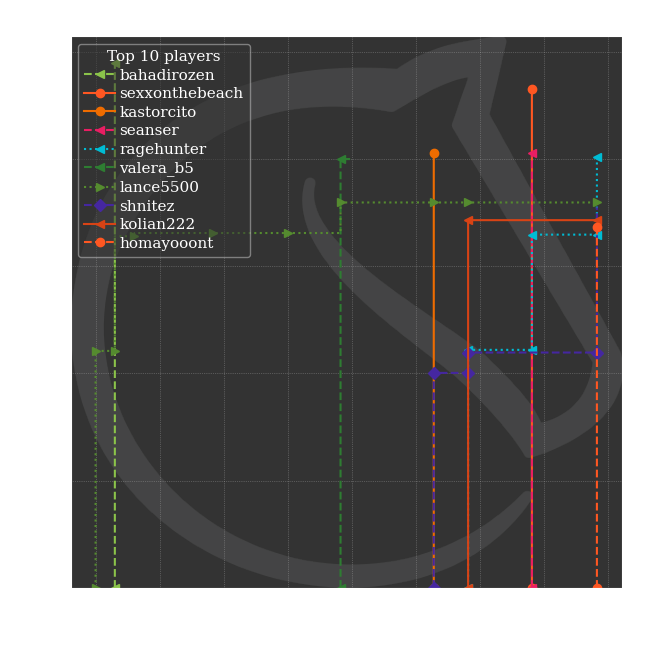 Top 10 players
bahadirozen
sexxonthebeach
kastorcito
seanser
ragehunter
valera_b5
lance5500
shnitez
kolian222
homayooont